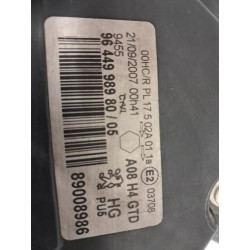 00HC/R PL 17 5 02A 01 1a E2 03708
21/09/2007 00h41
9455
96 449 989 80 / 05
A08 H4 GTD
HG
PU5
89008986